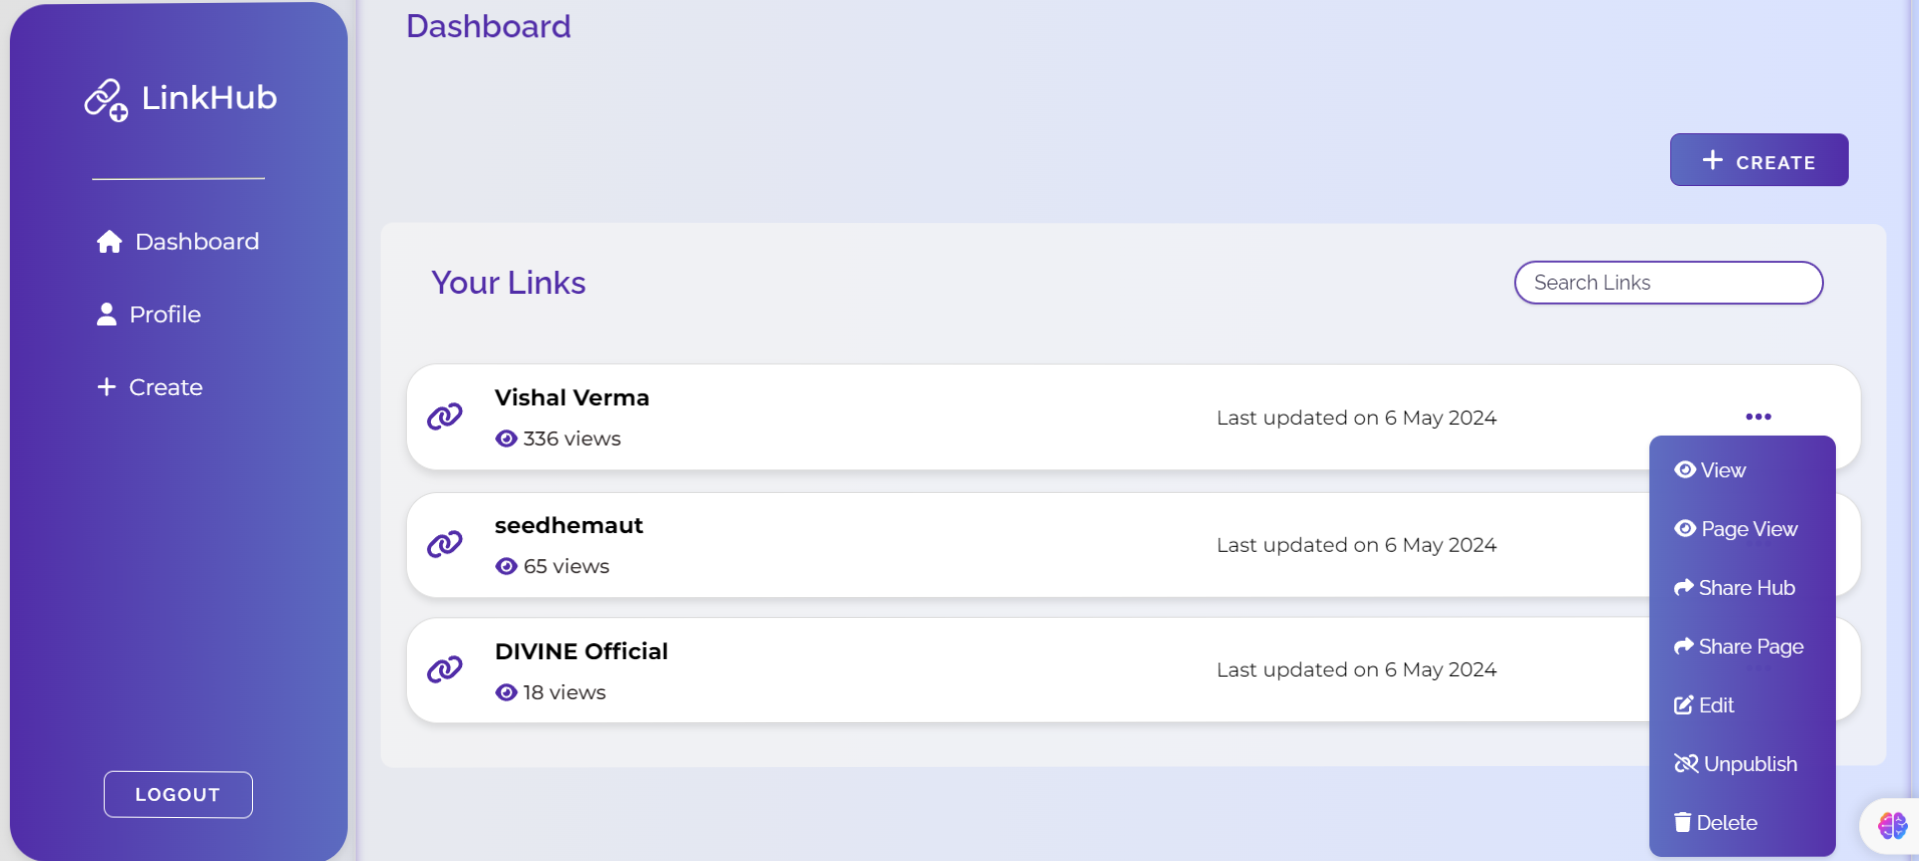 Dashboard
LinkHub
Dashboard
Profile
Create
LOGOUT
CREATE
Your Links
Search Links
Vishal Verma
336 views
Last updated on 6 May 2024
seedhemaut
65 views
Last updated on 6 May 2024
DIVINE Official
18 views
Last updated on 6 May 2024
View
Page View
Share Hub
Share Page
Edit
Unpublish
Delete